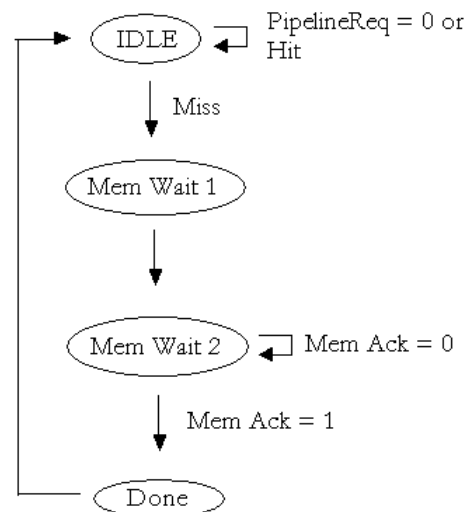 PipelineReq = 0 or
IDLE
Hit
Miss
Mem Wait 1
Mem Wait 2
Mem Ack = 0
Mem Ack = 1
Done